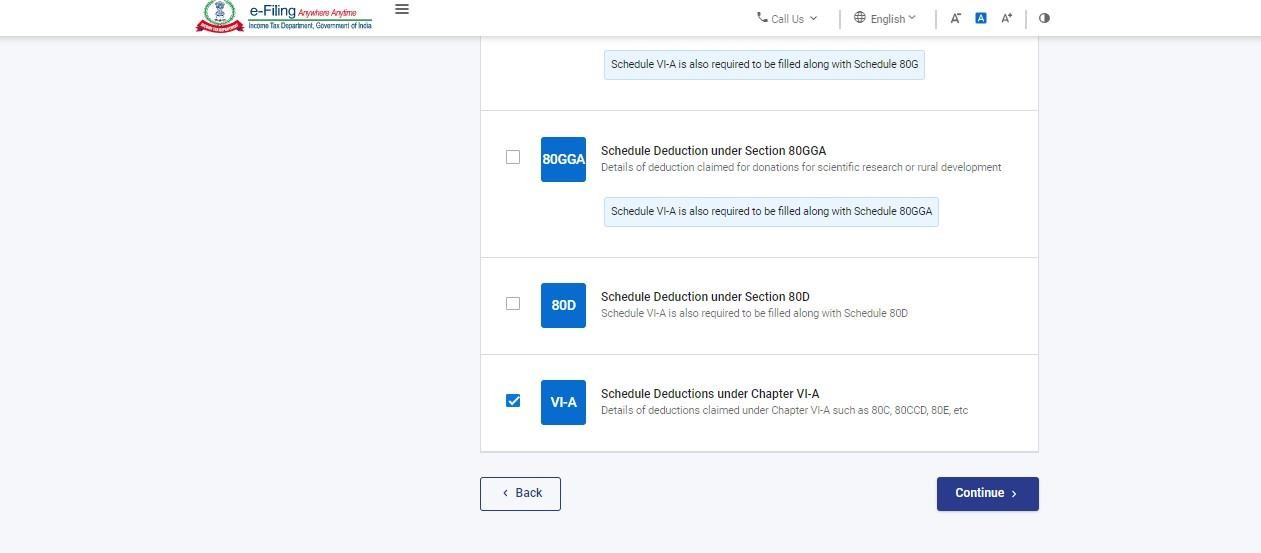 e-Filing Anywhere Anytime
Income Tax Department, Government of India
Call Us
English
A-
A
A+
Schedule VI-A is also required to be filled along with Schedule 80G
80GGA
Schedule Deduction under Section 80GGA
Details of deduction claimed for donations for scientific research or rural development
Schedule VI-A is also required to be filled along with Schedule 80GGA
80D
Schedule Deduction under Section 80D
Schedule VI-A is also required to be filled along with Schedule 80D
VI-A
Schedule Deductions under Chapter VI-A
Details of deductions claimed under Chapter VI-A such as 80C, 80CCD, 80E, etc
Back
Continue